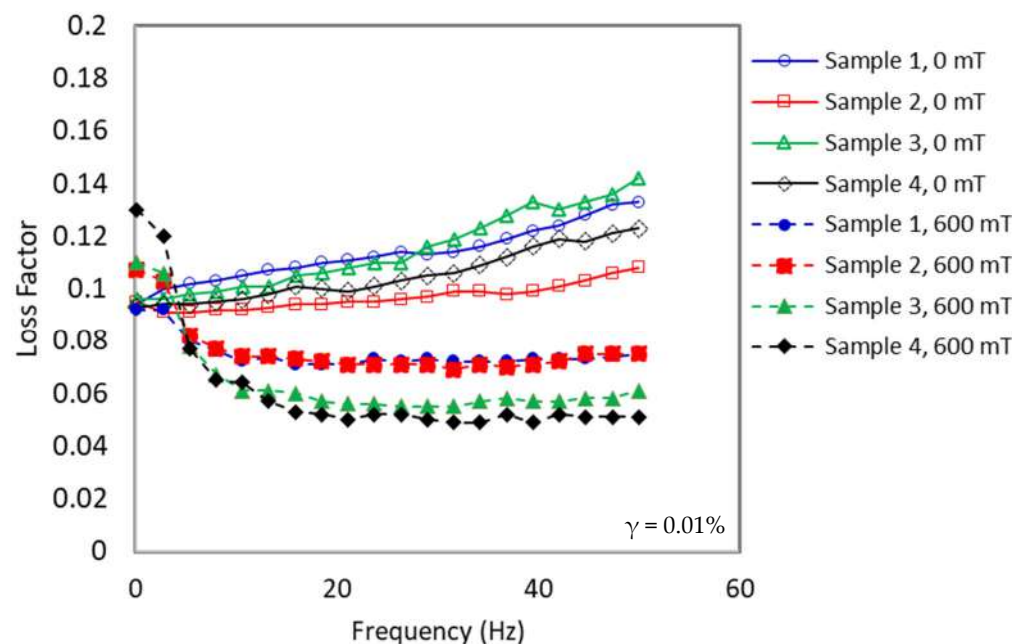 0.2
0.18
0.16
0.14
0.12
0.1
0.08
0.06
0.04
0.02
0
Loss Factor
0 20 40 60
Frequency (Hz)
γ = 0.01%
Sample 1, 0 mT
Sample 2, 0 mT
Sample 3, 0 mT
Sample 4, 0 mT
Sample 1, 600 mT
Sample 2, 600 mT
Sample 3, 600 mT
Sample 4, 600 mT